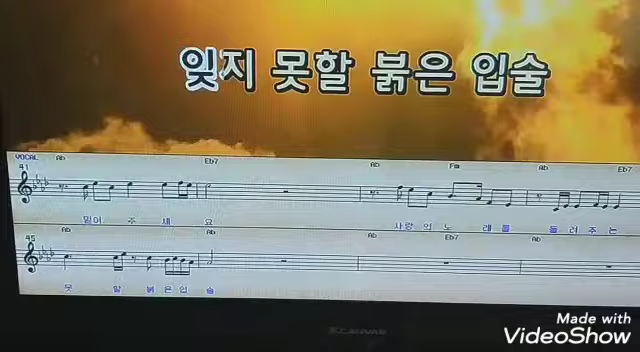 잊지 못할 붉은 입술
VOCAL Ab Eb7 Ab Fm Ab Eb7
41
믿어 주 세 요 사랑 의 노 래를 들려주는
Ab Ab Ab Eb7 Ab
45
못 할 붉 은 입 술
Made with
VideoShow